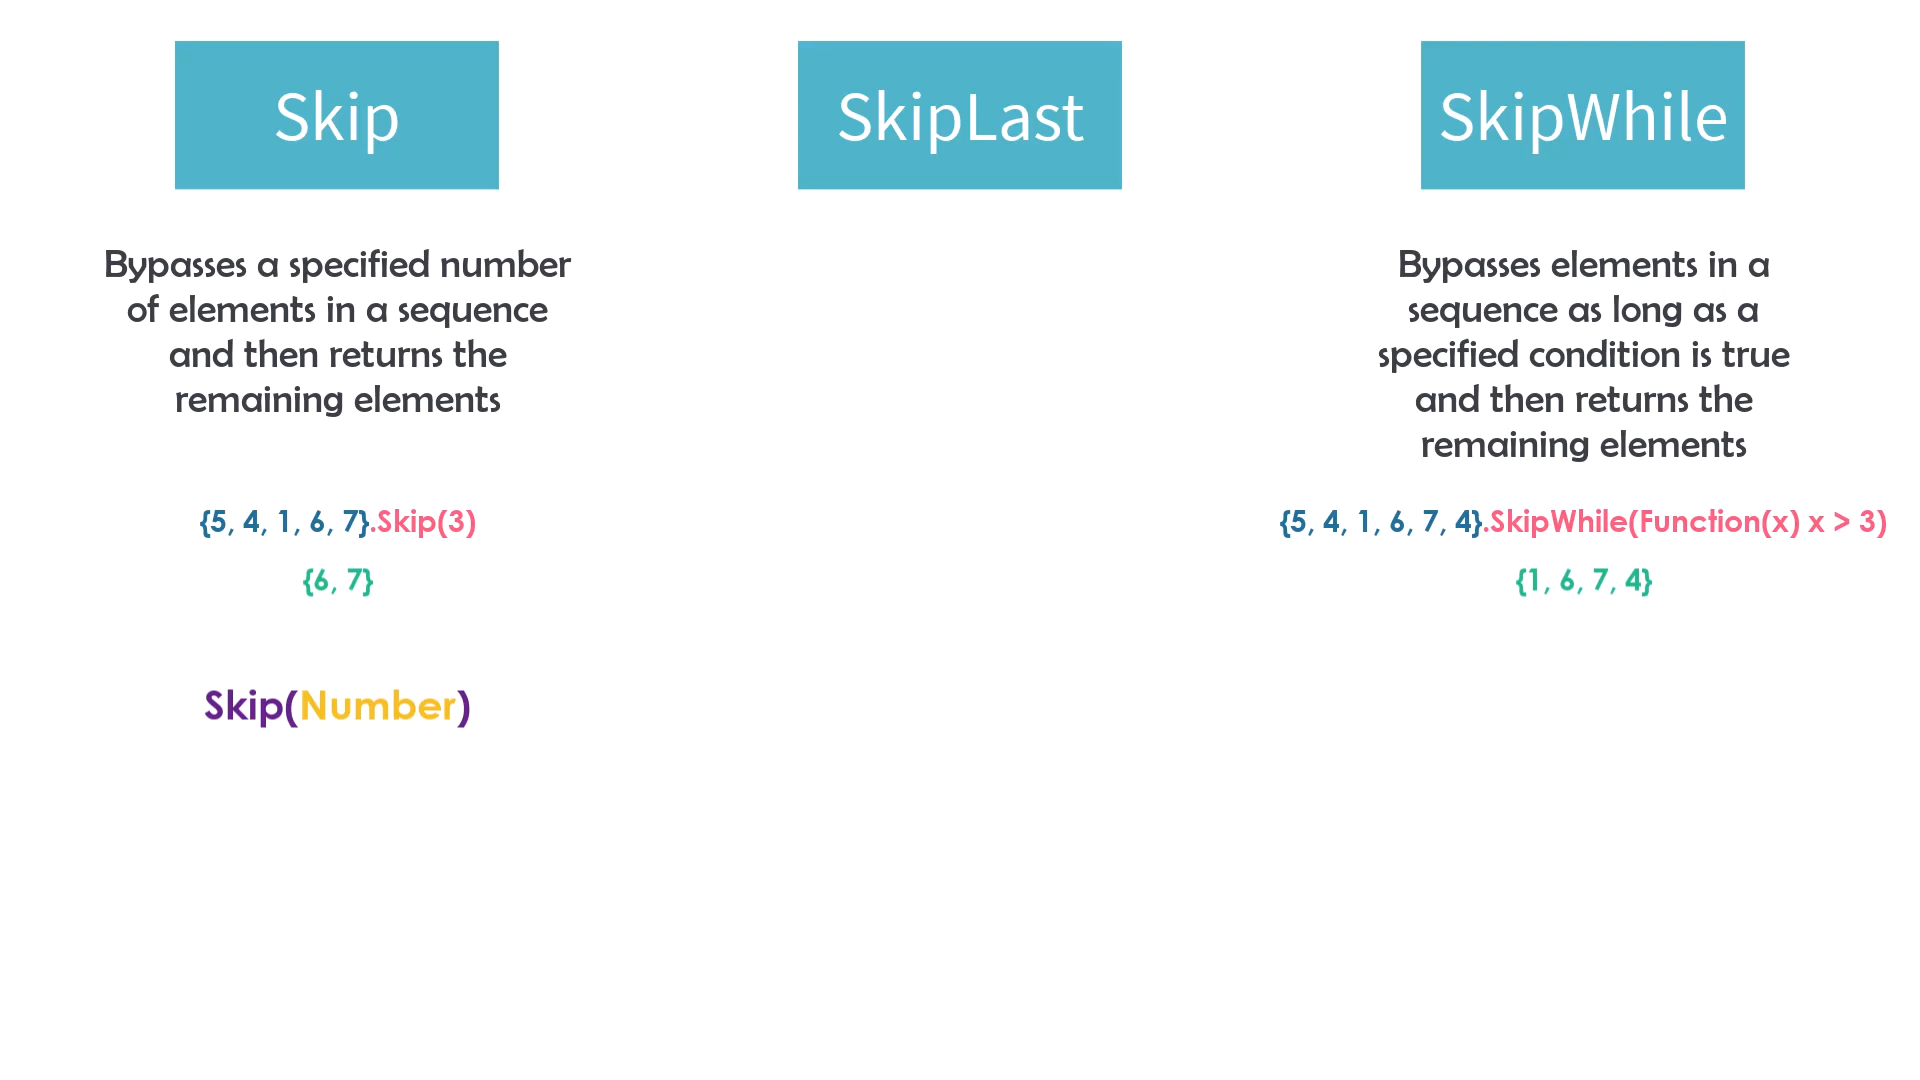 Skip
Bypasses a specified number
of elements in a sequence
and then returns the
remaining elements
{5, 4, 1, 6, 7}.Skip(3)
{6, 7}
Skip(Number)
SkipLast
SkipWhile
Bypasses elements in a
sequence as long as a
specified condition is true
and then returns the
remaining elements
{5, 4, 1, 6, 7, 4}.SkipWhile(Function(x) x > 3)
{1, 6, 7, 4}